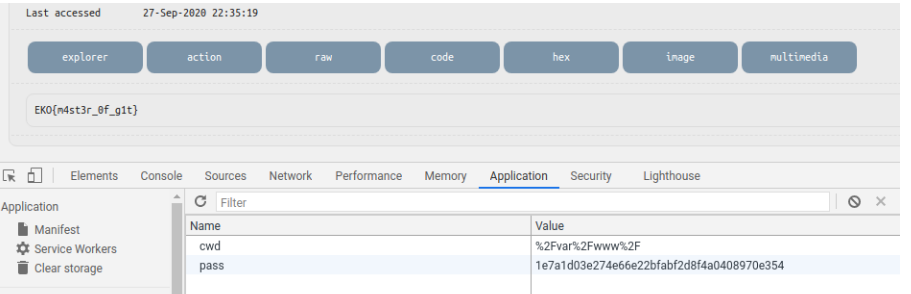 Last accessed 27-Sep-2020 22:35:19
explorer action raw code hex image multimedia
EKO{m4st3r_0f_g1t}
Elements Console Sources Network Performance Memory Application Security Lighthouse
Application
Filter
Manifest
Service Workers
Clear storage
Name Value
cwd %2Fvar%2Fwww%2F
pass 1e7a1d03e274e66e22bfabf2d8f4a0408970e354